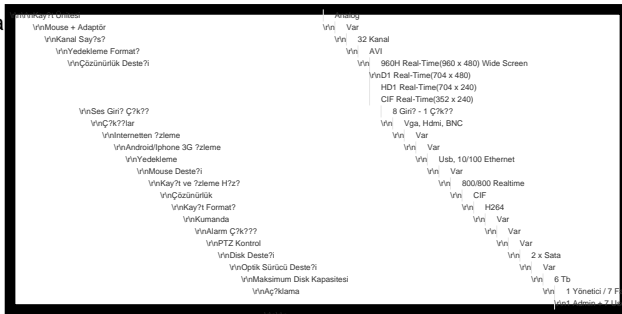 a
\r\n\r\nKay?t Ünitesi Analog
\r\nMouse + Adaptör \r\n Var
\r\nKanal Say?s? \r\n 32 Kanal
\r\nYedekleme Format? \r\n AVI
\r\nÇözünürlük Deste?i \r\n 960H Real-Time(960 x 480) Wide Screen
\r\nD1 Real-Time(704 x 480)
HD1 Real-Time(704 x 240)
CIF Real-Time(352 x 240)
\r\nSes Giri? Ç?k?? 8 Giri? - 1 Ç?k??
\r\nÇ?k??lar \r\n Vga, Hdmi, BNC
\r\nInternetten ?zleme \r\n Var
\r\nAndroid/Iphone 3G ?zleme \r\n Var
\r\nYedekleme \r\n Usb, 10/100 Ethernet
\r\nMouse Deste?i \r\n Var
\r\nKay?t ve ?zleme H?z? \r\n 800/800 Realtime
\r\nÇözünürlük \r\n CIF
\r\nKay?t Format? \r\n H264
\r\nKumanda \r\n Var
\r\nAlarm Ç?k??? \r\n Var
\r\nPTZ Kontrol \r\n Var
\r\nDisk Deste?i \r\n 2 x Sata
\r\nOptik Sürücü Deste?i \r\n Var
\r\nMaksimum Disk Kapasitesi \r\n 6 Tb
\r\nAç?klama \r\n 1 Yönetici / 7 F
\r\n1 Admin + 7 Us